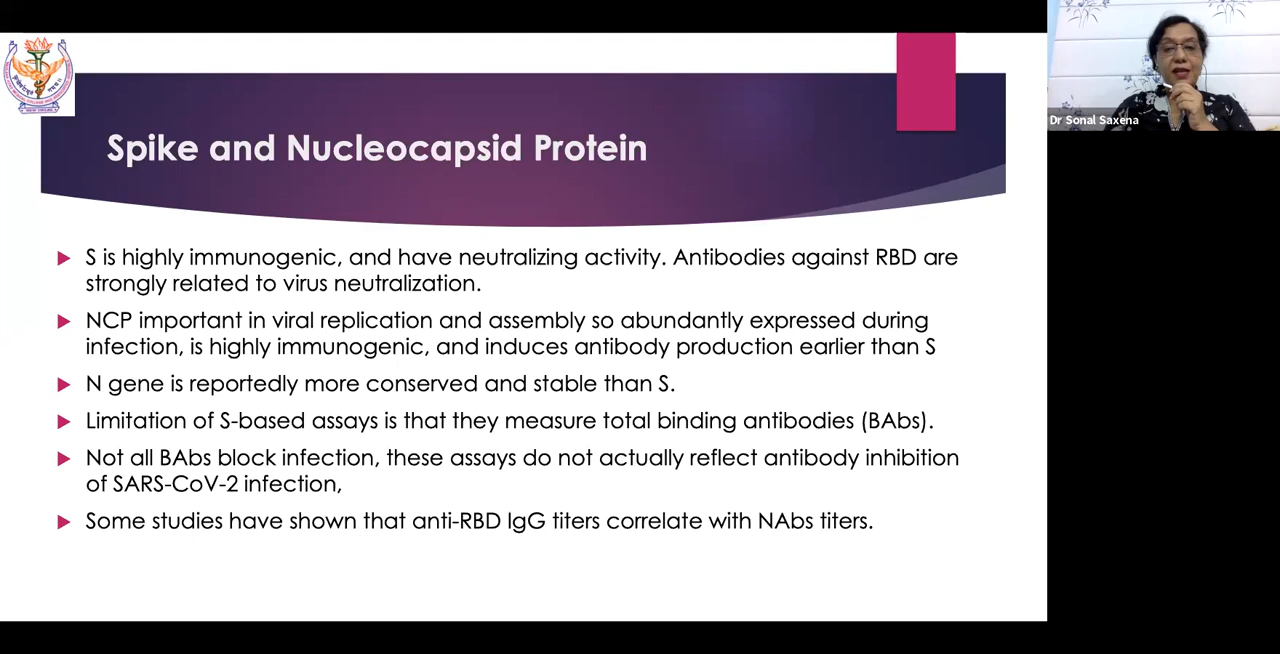 Spike and Nucleocapsid Protein
Dr Sonal Saxena
S is highly immunogenic, and have neutralizing activity. Antibodies against RBD are
strongly related to virus neutralization.
NCP important in viral replication and assembly so abundantly expressed during
infection, is highly immunogenic, and induces antibody production earlier than S
N gene is reportedly more conserved and stable than S.
Limitation of S-based assays is that they measure total binding antibodies (BAbs).
Not all BAbs block infection, these assays do not actually reflect antibody inhibition
of SARS-CoV-2 infection,
Some studies have shown that anti-RBD IgG titers correlate with NAbs titers.